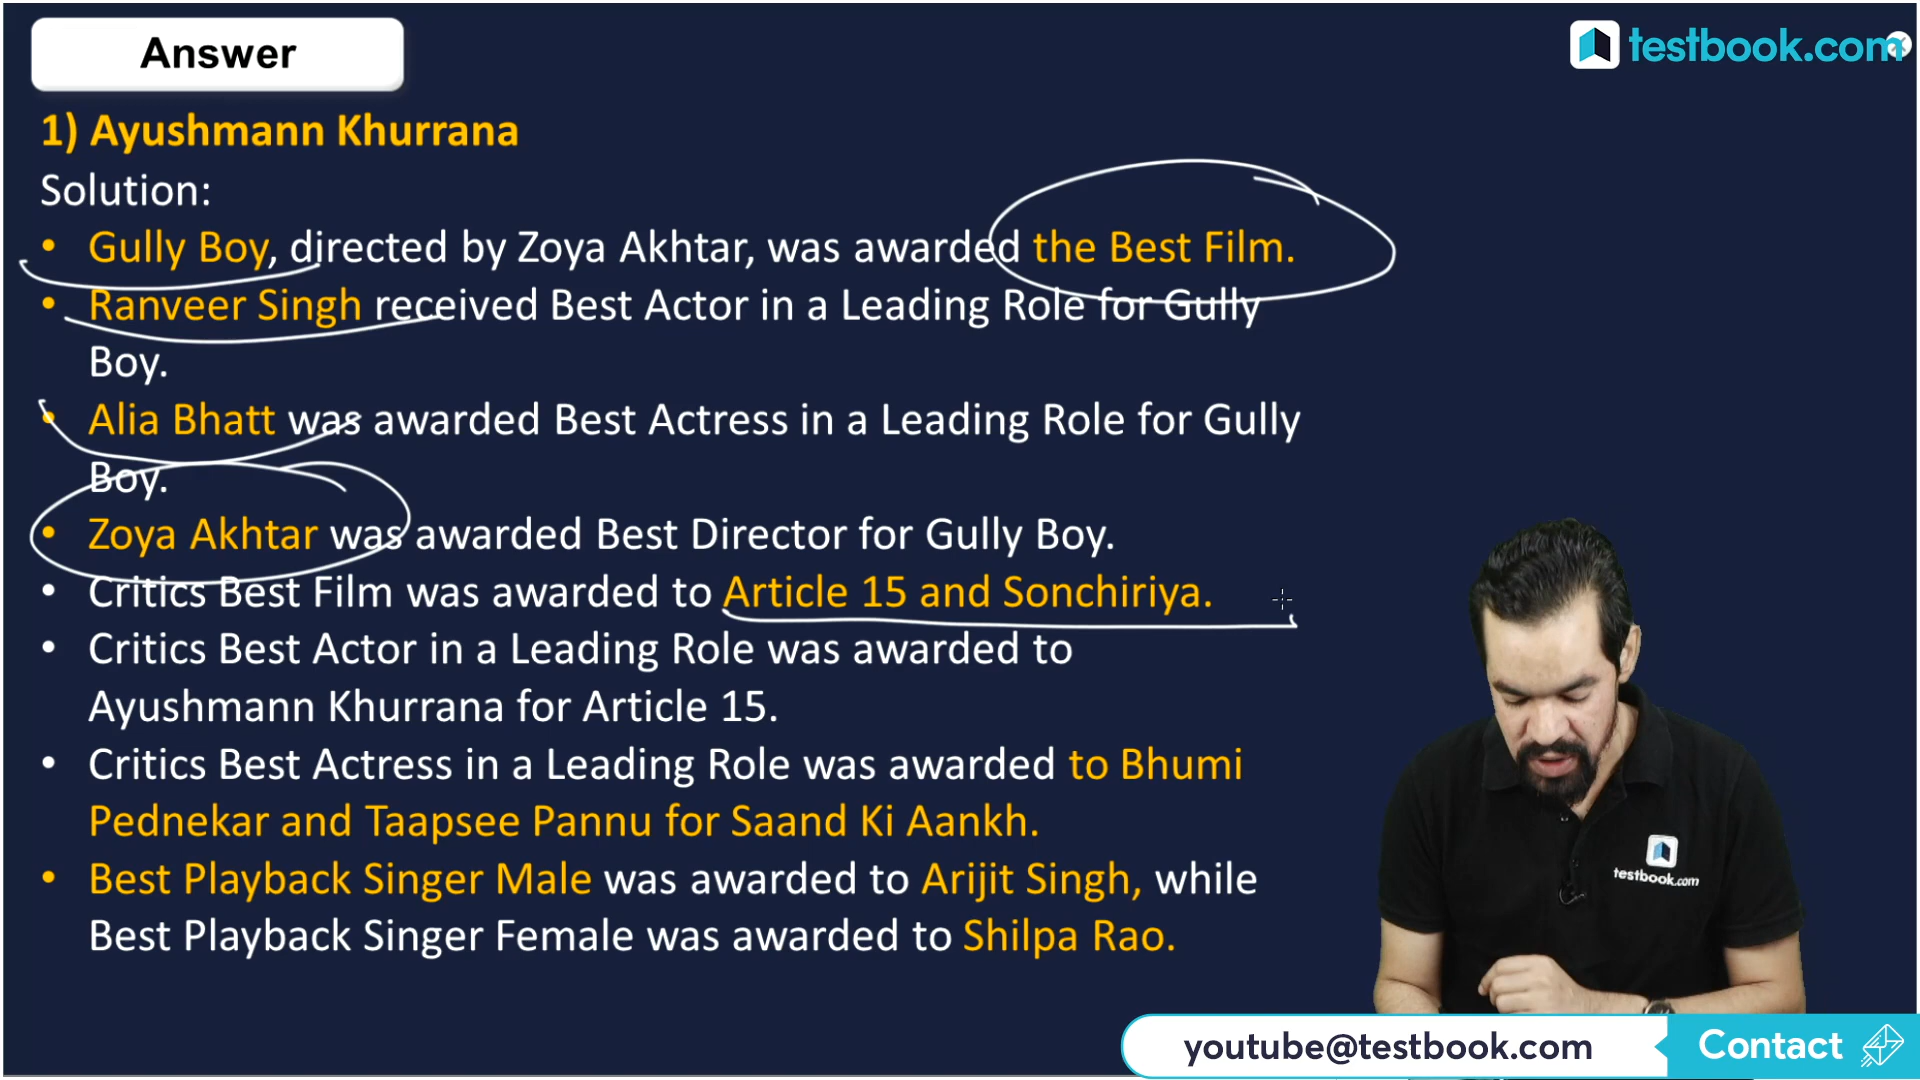 Answer
testbook.com
1) Ayushmann Khurrana
Solution:
• Gully Boy, directed by Zoya Akhtar, was awarded the Best Film.
• Ranveer Singh received Best Actor in a Leading Role for Gully
Boy.
• Alia Bhatt was awarded Best Actress in a Leading Role for Gully
Boy.
• Zoya Akhtar was awarded Best Director for Gully Boy.
• Critics Best Film was awarded to Article 15 and Sonchiriya.
• Critics Best Actor in a Leading Role was awarded to
Ayushmann Khurrana for Article 15.
• Critics Best Actress in a Leading Role was awarded to Bhumi
Pednekar and Taapsee Pannu for Saand Ki Aankh.
• Best Playback Singer Male was awarded to Arijit Singh, while
Best Playback Singer Female was awarded to Shilpa Rao.
testbook.com
youtube@testbook.com
Contact